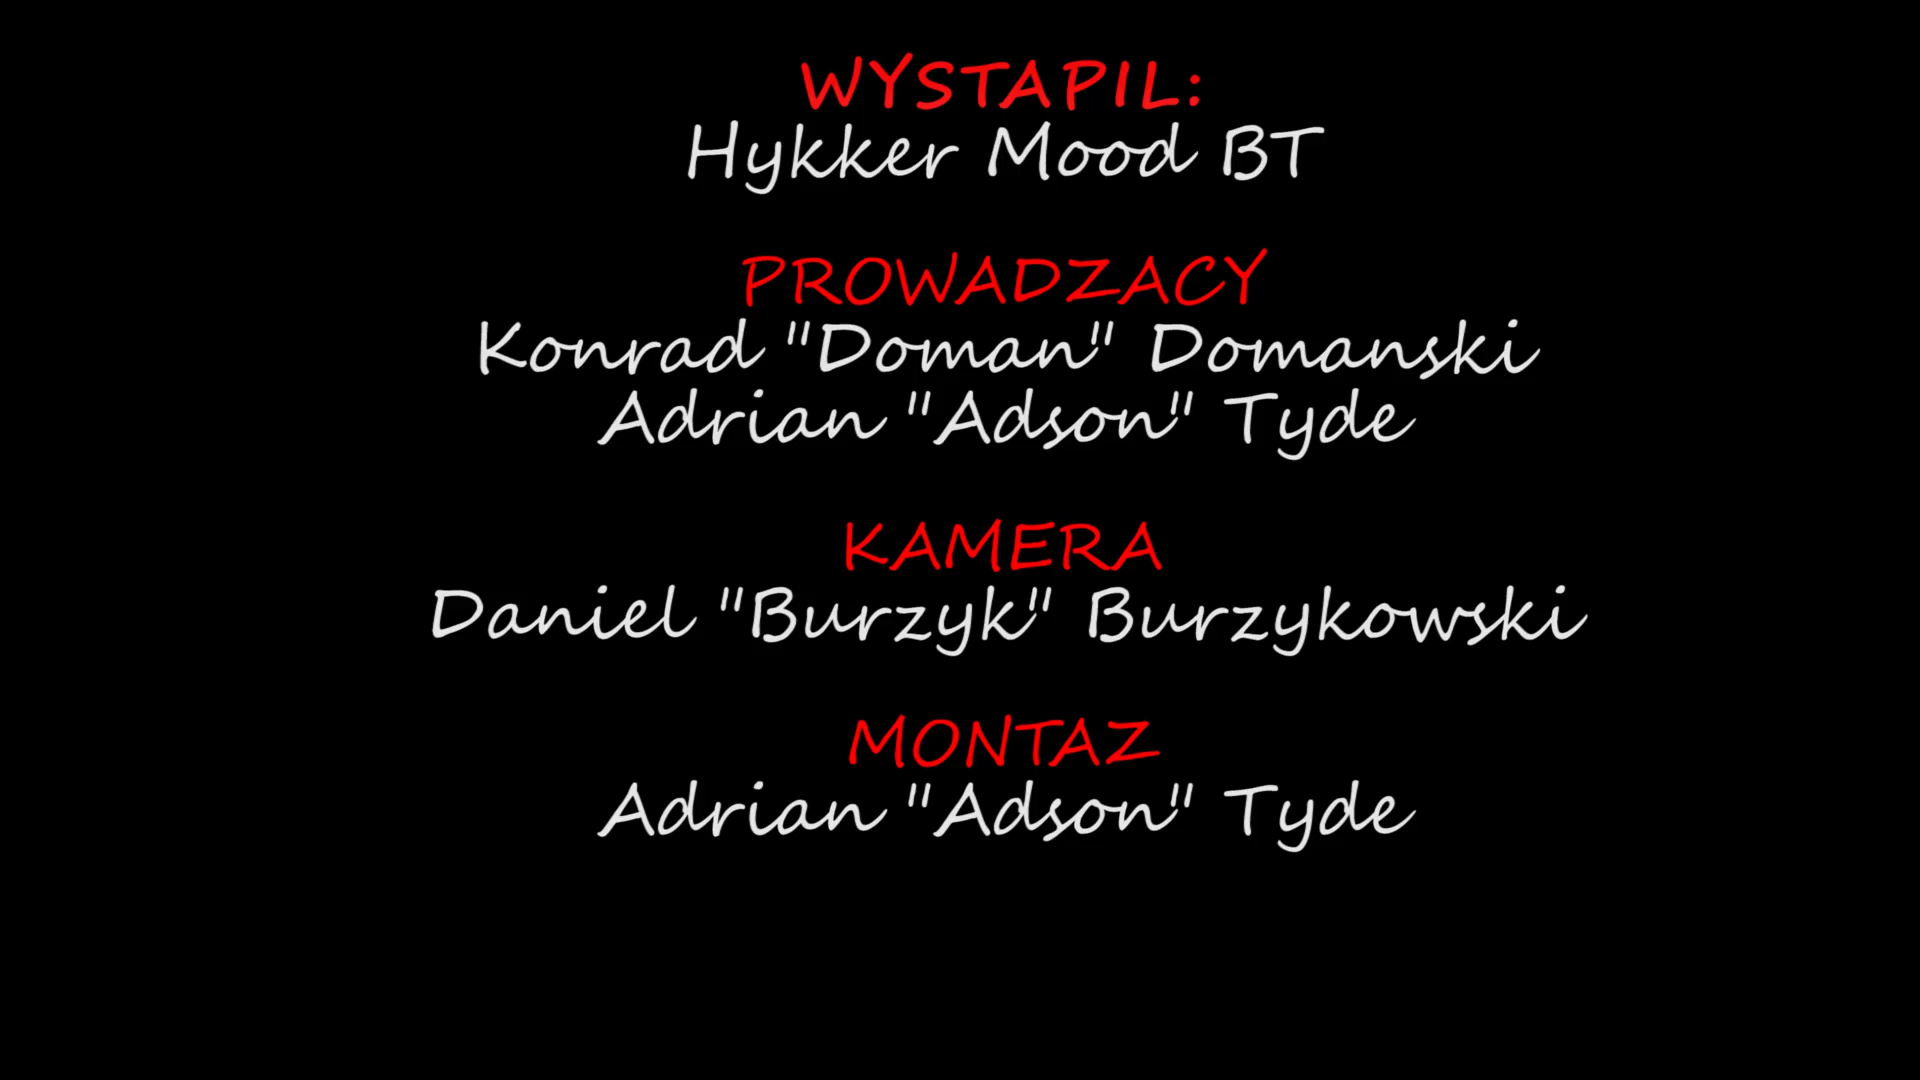 WYSTAPIL:
Hykker Mood BT
PROWADZACY
Konrad "Doman" Domanski
Adrian "Adson" Tyde
KAMERA
Daniel "Burzyk" Burzykowski
MONTAZ
Adrian "Adson" Tyde